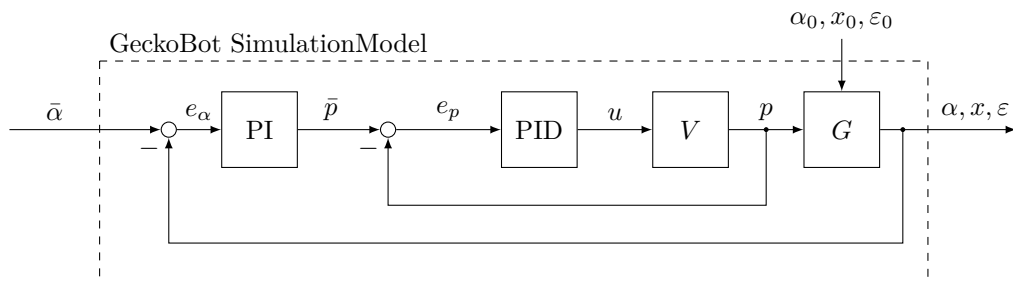 α₀, x₀, ε₀
GeckoBot SimulationModel
ᾱ
e_α
PI
p̄
e_p
PID
u
V
p
G
α, x, ε
−
−